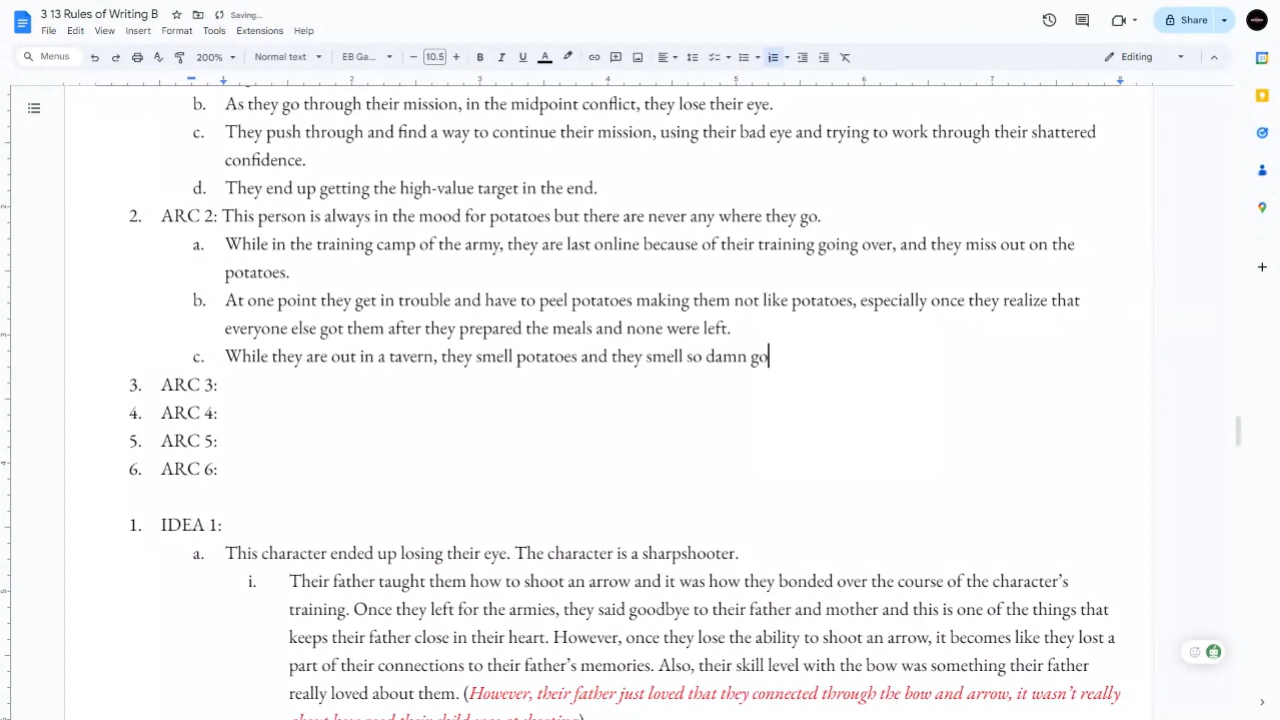 3 13 Rules of Writing B
Saving...
File Edit View Insert Format Tools Extensions Help
Share
Menus
200%
Normal text
EB Ga...
10.5
Editing
2 3 4 5 6 7
b. As they go through their mission, in the midpoint conflict, they lose their eye.
c. They push through and find a way to continue their mission, using their bad eye and trying to work through their shattered
confidence.
d. They end up getting the high-value target in the end.
2. ARC 2: This person is always in the mood for potatoes but there are never any where they go.
a. While in the training camp of the army, they are last online because of their training going over, and they miss out on the
potatoes.
b. At one point they get in trouble and have to peel potatoes making them not like potatoes, especially once they realize that
everyone else got them after they prepared the meals and none were left.
c. While they are out in a tavern, they smell potatoes and they smell so damn go
3. ARC 3:
4. ARC 4:
5. ARC 5:
6. ARC 6:
1. IDEA 1:
a. This character ended up losing their eye. The character is a sharpshooter.
i. Their father taught them how to shoot an arrow and it was how they bonded over the course of the character's
training. Once they left for the armies, they said goodbye to their father and mother and this is one of the things that
keeps their father close in their heart. However, once they lose the ability to shoot an arrow, it becomes like they lost a
part of their connections to their father's memories. Also, their skill level with the bow was something their father
really loved about them. (However, their father just loved that they connected through the bow and arrow, it wasn't really